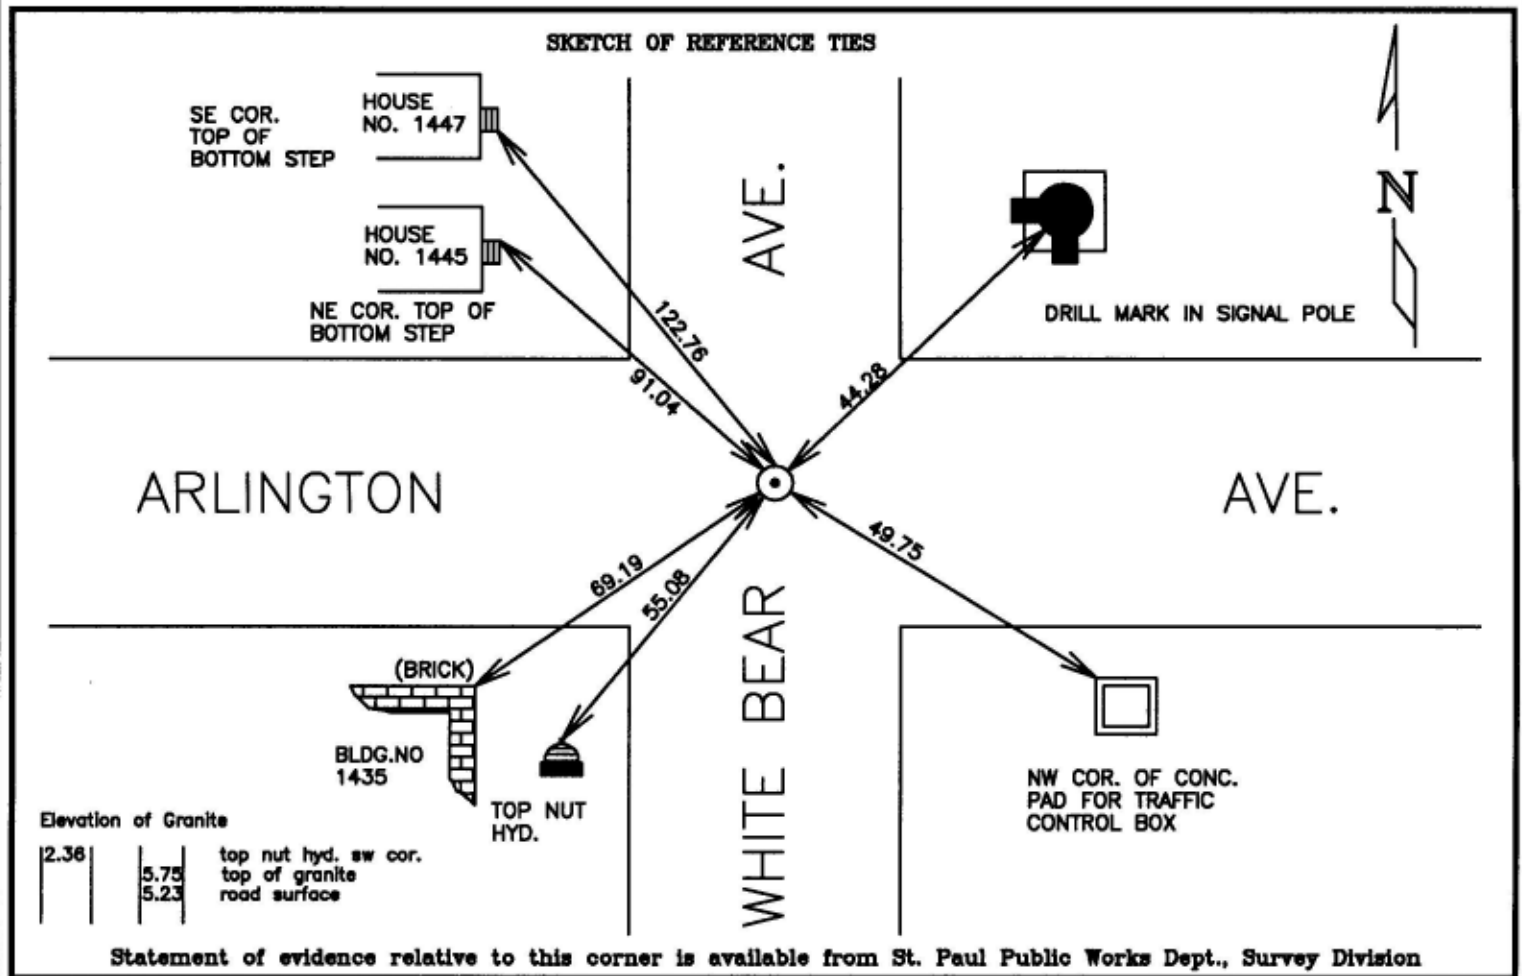 SKETCH OF REFERENCE TIES
SE COR.
TOP OF
BOTTOM STEP
HOUSE
NO. 1447
HOUSE
NO. 1445
NE COR. TOP OF
BOTTOM STEP
AVE.
N
DRILL MARK IN SIGNAL POLE
122.76
91.04
44.28
ARLINGTON
AVE.
69.19
55.08
49.75
WHITE BEAR
(BRICK)
BLDG.NO
1435
TOP NUT
HYD.
NW COR. OF CONC.
PAD FOR TRAFFIC
CONTROL BOX
Elevation of Granite
2.36 top nut hyd. sw cor.
5.75 top of granite
5.23 road surface
Statement of evidence relative to this corner is available from St. Paul Public Works Dept., Survey Division